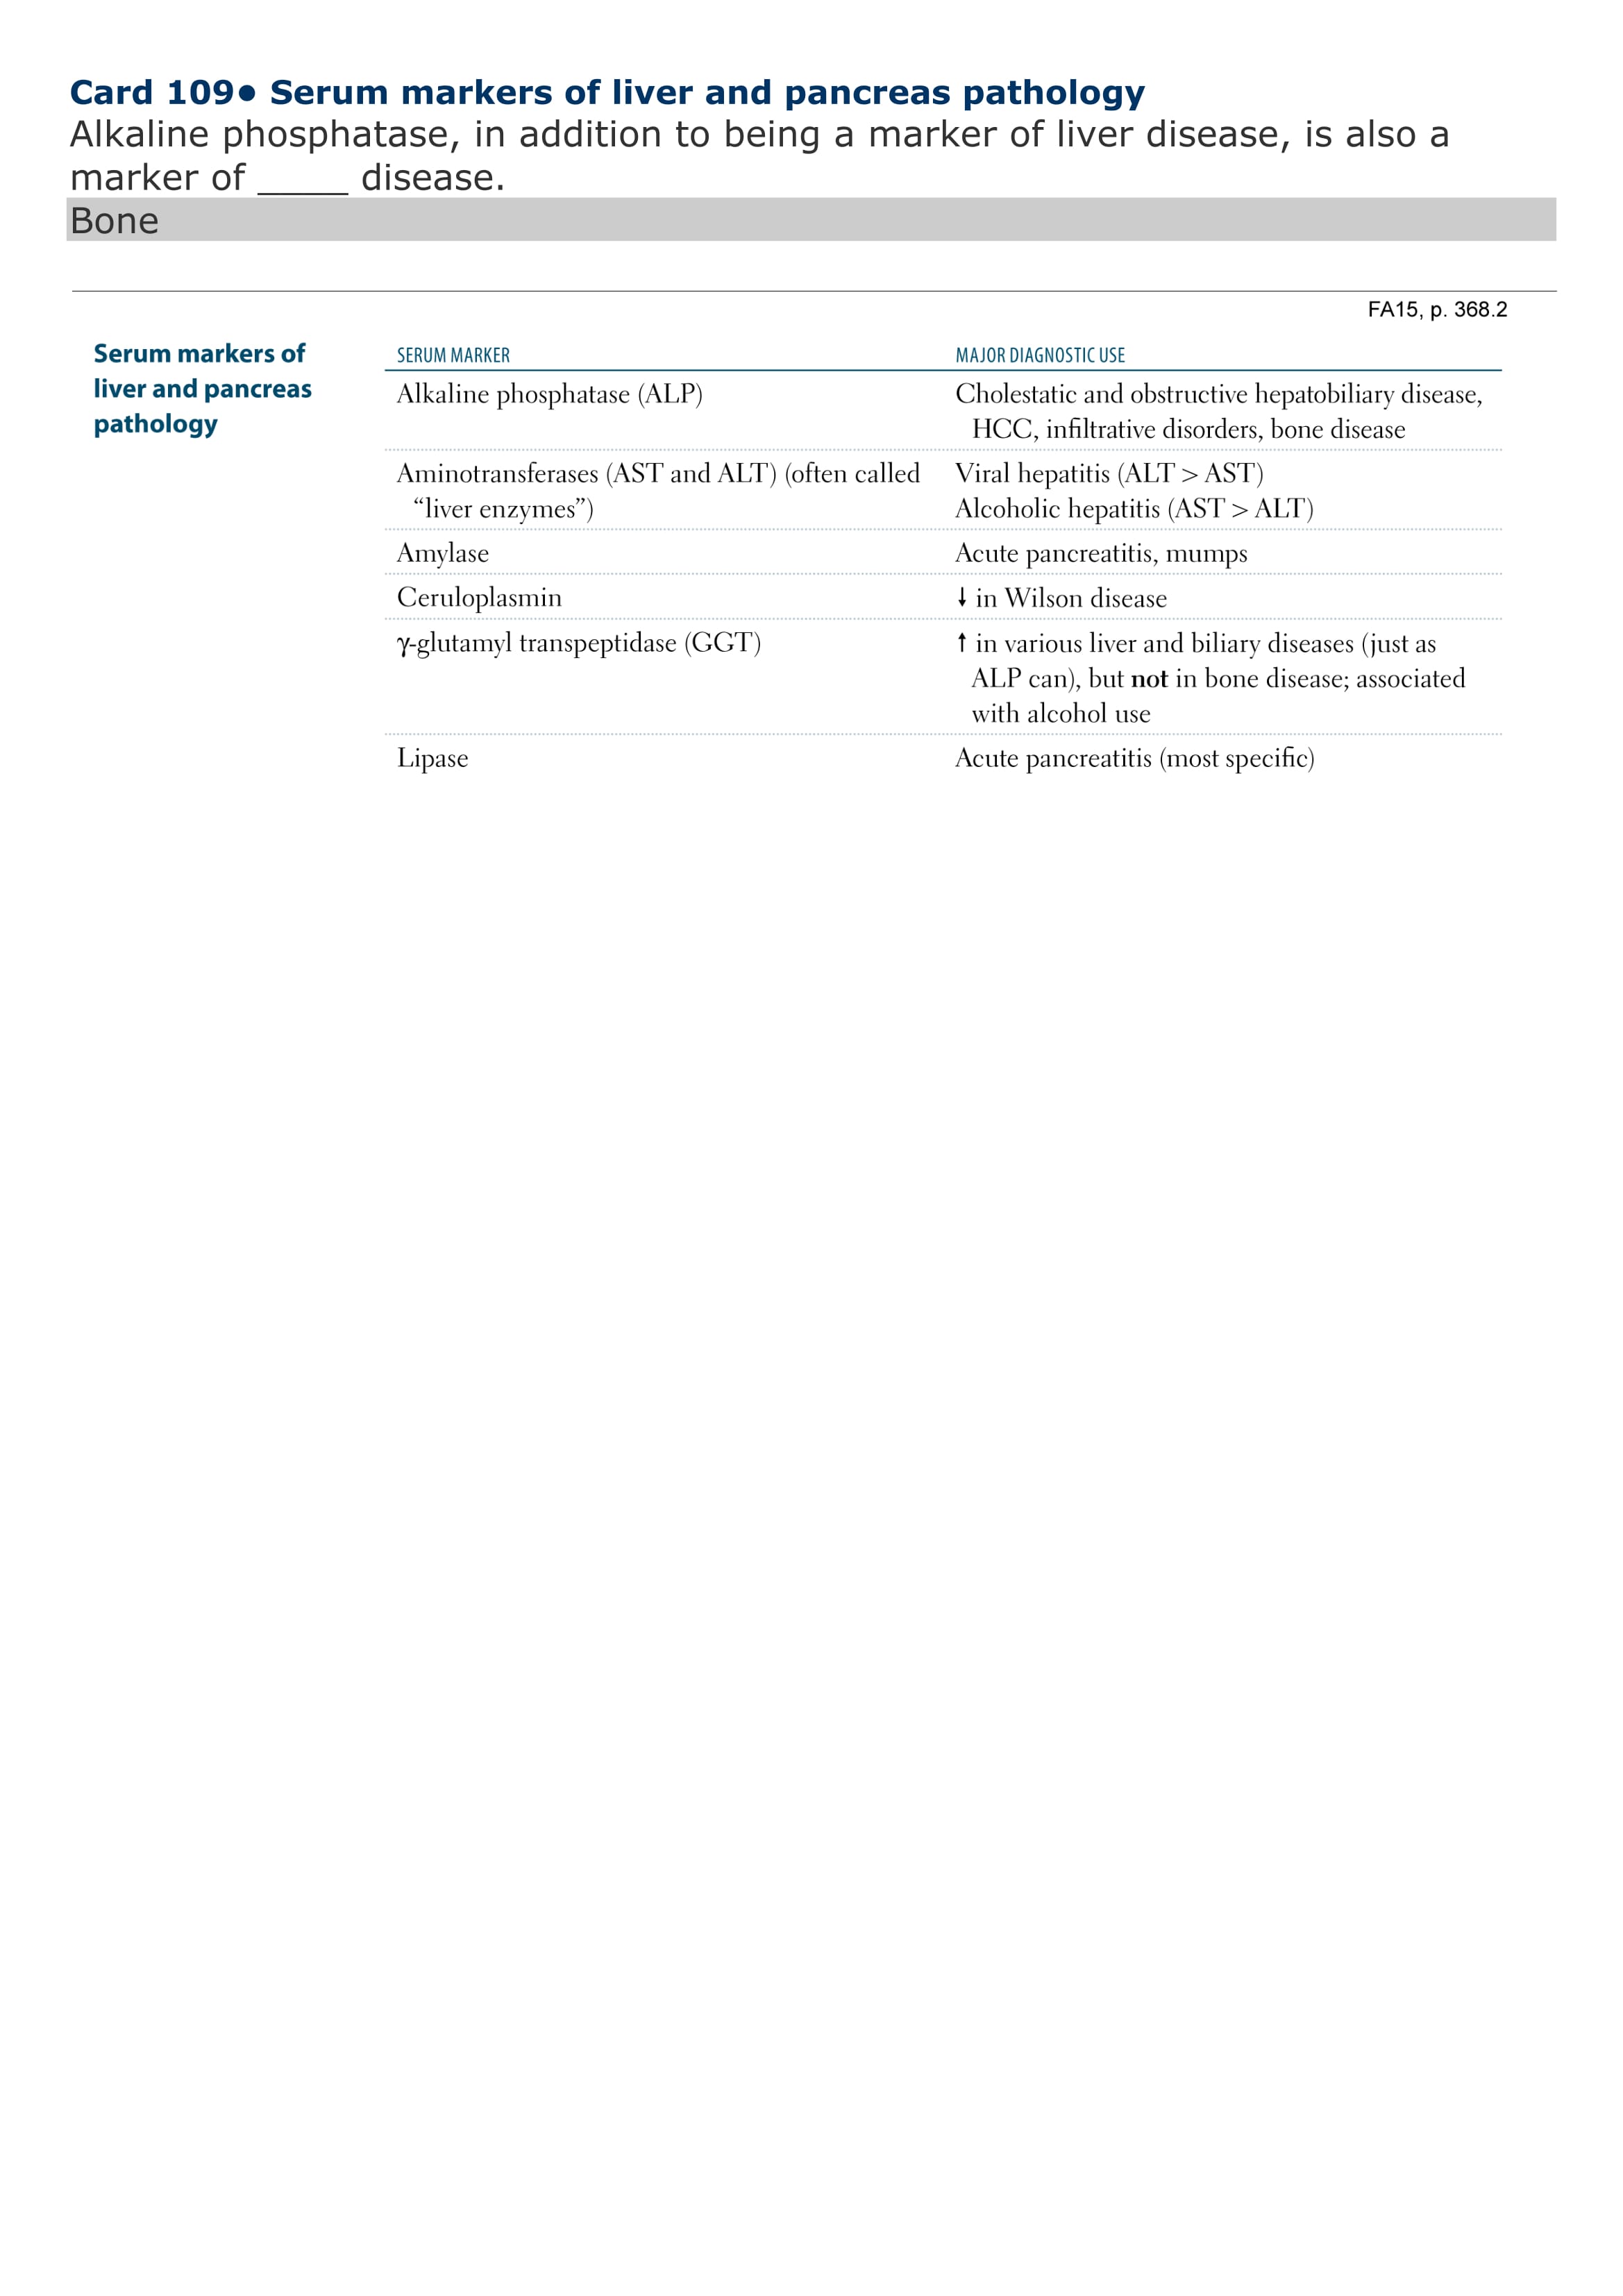 Card 109• Serum markers of liver and pancreas pathology
Alkaline phosphatase, in addition to being a marker of liver disease, is also a
marker of _____ disease.
Bone
FA15, p. 368.2
Serum markers of
liver and pancreas
pathology
SERUM MARKER
MAJOR DIAGNOSTIC USE
Alkaline phosphatase (ALP)
Cholestatic and obstructive hepatobiliary disease,
HCC, infiltrative disorders, bone disease
Aminotransferases (AST and ALT) (often called
“liver enzymes”)
Viral hepatitis (ALT > AST)
Alcoholic hepatitis (AST > ALT)
Amylase
Acute pancreatitis, mumps
Ceruloplasmin
↓ in Wilson disease
γ-glutamyl transpeptidase (GGT)
↑ in various liver and biliary diseases (just as
ALP can), but not in bone disease; associated
with alcohol use
Lipase
Acute pancreatitis (most specific)